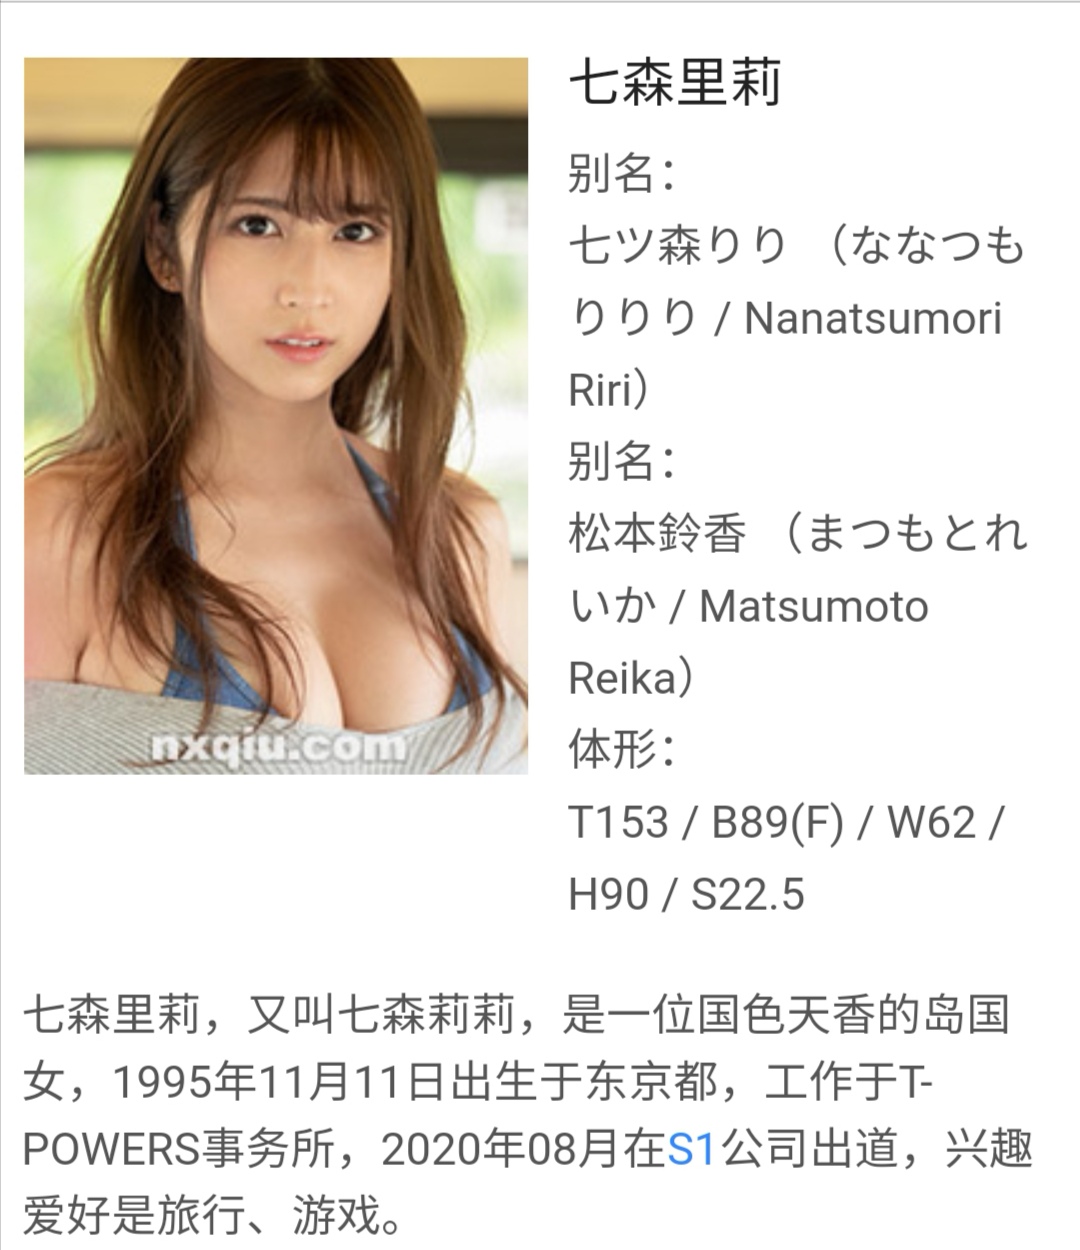 七森里莉
别名：
七ツ森りり （ななつも
りりり / Nanatsumori
Riri）
别名：
松本鈴香 （まつもとれ
いか / Matsumoto
Reika）
体形：
T153 / B89(F) / W62 /
H90 / S22.5
nxqiu.com
七森里莉，又叫七森莉莉，是一位国色天香的岛国
女，1995年11月11日出生于东京都，工作于T-
POWERS事务所，2020年08月在S1公司出道，兴趣
爱好是旅行、游戏。